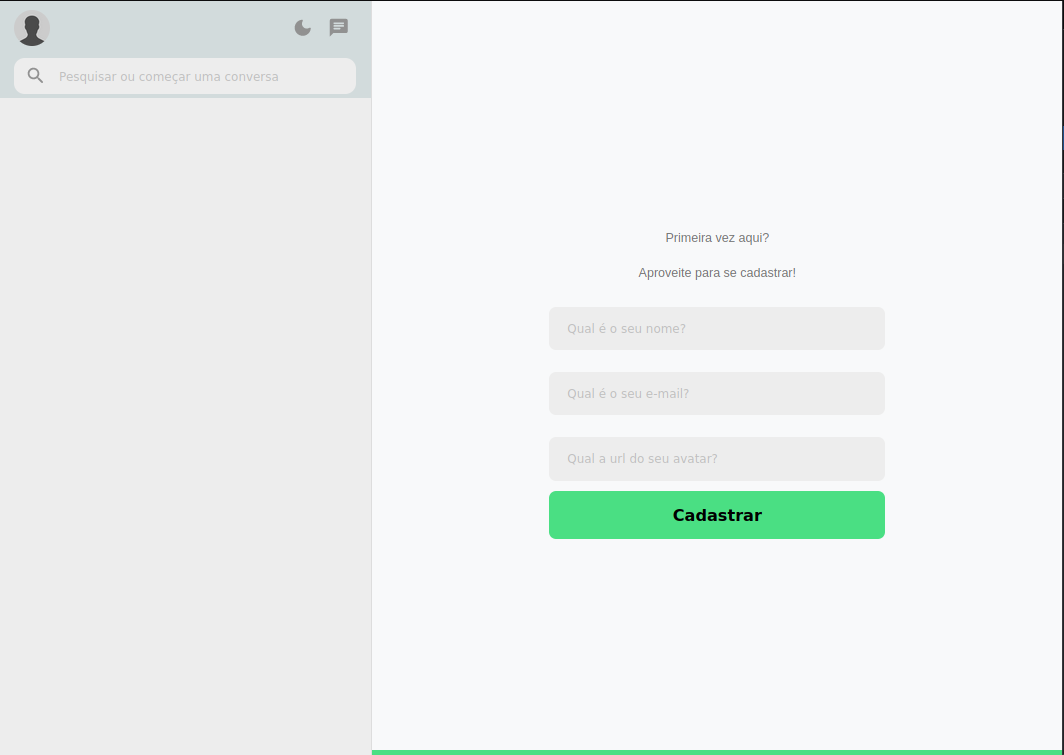 Pesquisar ou começar uma conversa
Primeira vez aqui?
Aproveite para se cadastrar!
Qual é o seu nome?
Qual é o seu e-mail?
Qual a url do seu avatar?
Cadastrar